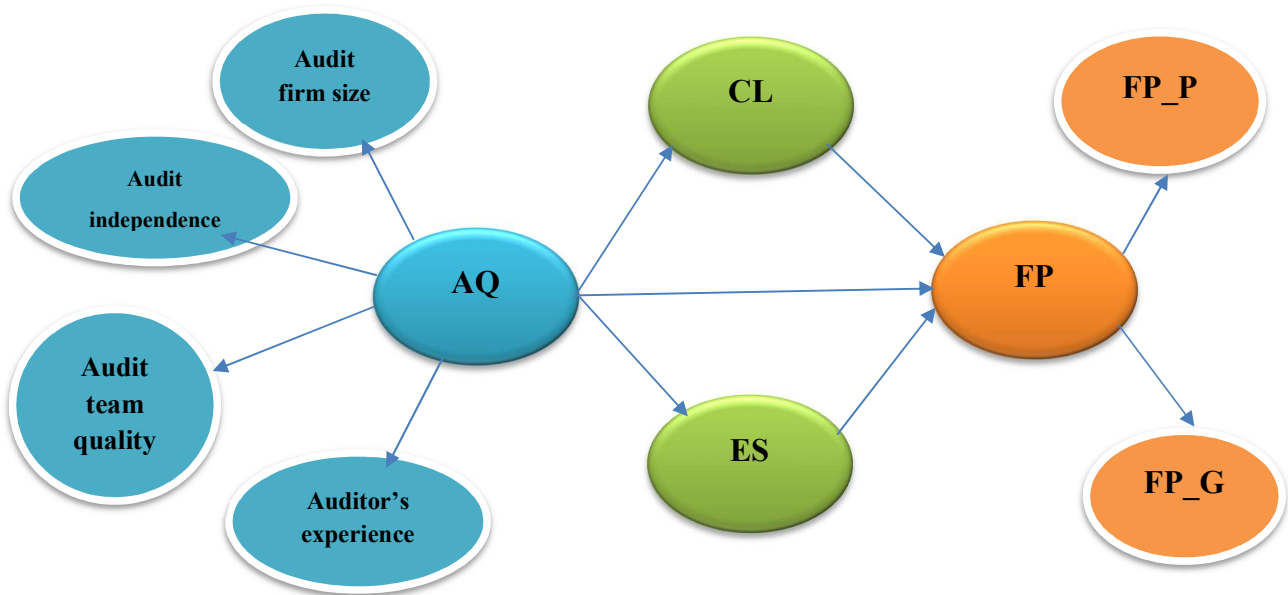 Audit
firm size
Audit
independence
Audit
team
quality
Auditor’s
experience
AQ
CL
ES
FP
FP_P
FP_G